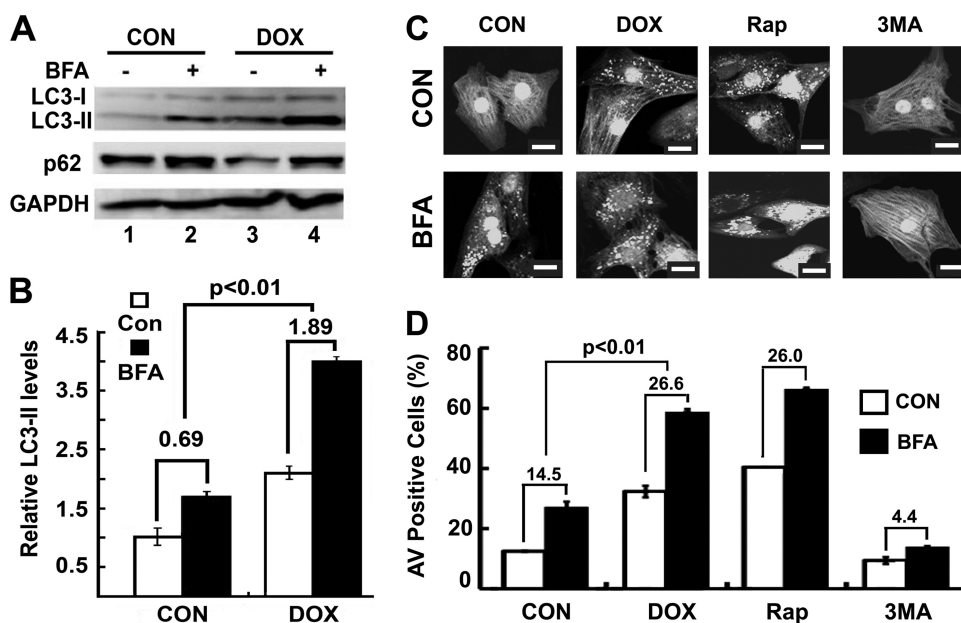 A
CON DOX
BFA - + - +
LC3-I
LC3-II
p62
GAPDH
1 2 3 4
B
Con
BFA
p<0.01
1.89
0.69
Relative LC3-II levels
4.5
3.5
2.5
1.5
0.5
CON DOX
C
CON DOX Rap 3MA
CON
BFA
D
p<0.01
14.5
26.6
26.0
4.4
CON
BFA
AV Positive Cells (%)
80
60
40
20
0
CON DOX Rap 3MA